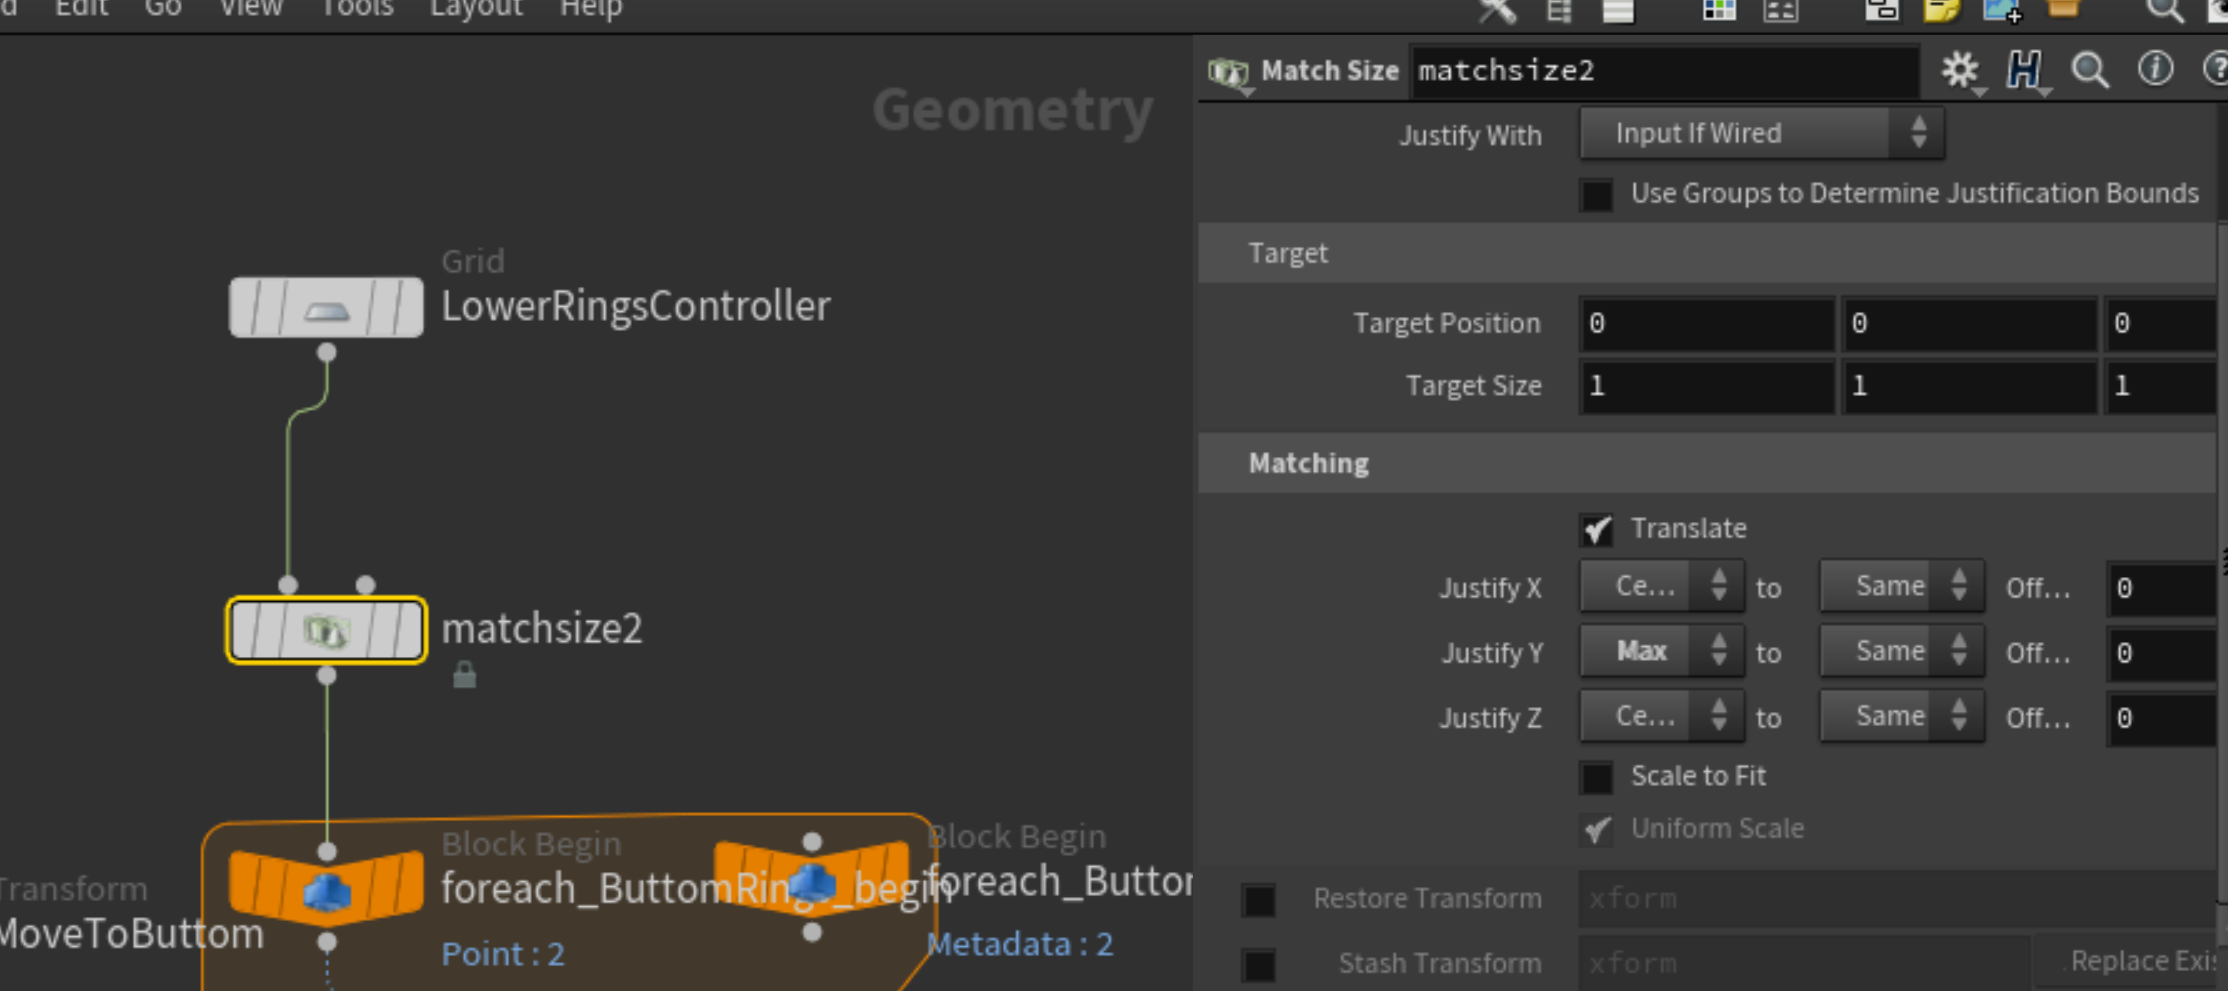 d Edit Go View Tools Layout Help
Geometry
Grid
LowerRingsController
matchsize2
Block Begin
foreach_ButtomRings_begin
Point : 2
Block Begin
foreach_Buttor
Metadata : 2
Transform
MoveToButtom
Match Size matchsize2
Justify With Input If Wired
Use Groups to Determine Justification Bounds
Target
Target Position 0 0 0
Target Size 1 1 1
Matching
Translate
Justify X Ce... to Same Off... 0
Justify Y Max to Same Off... 0
Justify Z Ce... to Same Off... 0
Scale to Fit
Uniform Scale
Restore Transform xform
Stash Transform xform Replace Exis